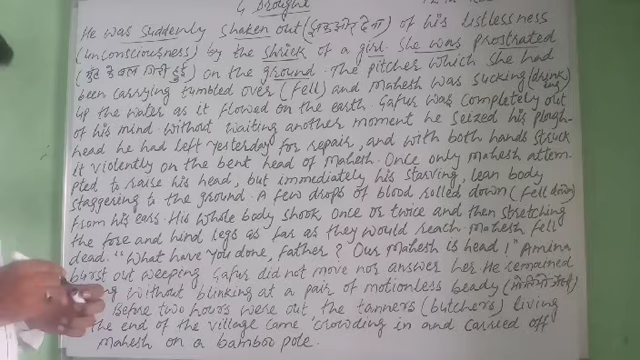 Drought
He was suddenly shaken out (झकझोर देना) of his listlessness
(unconsciousness) by the shrick of a girl. She was prostrated
(मुँह के बल गिरी हुई) on the ground. The pitcher which she had
been carrying tumbled over (fell) and Mahesh was sucking (drinking)
up the water as it flowed on the earth. Gafur was completely out
of his mind. without waiting another moment he seized his plough-
head he had left yesterday for repair, and with both hands struck
it violently on the bent head of Mahesh. Once only Mahesh attem-
pted to raise his head, but immediately his starving, lean body
staggering to the ground. A few drops of blood rolled down (fell down)
from his ears. His whole body shook once or twice and then stretching
the fore and hind legs as far as they would reach. Mahesh fell
dead. "What have you done, Father? Our Mahesh is head!" Amina
burst out weeping. Gafur did not move nor answer her. He remained
without blinking at a pair of motionless beady
Before two hours were out the tanners (butchers) living
the end of the village came crowding in and carried off
Mahesh on a bamboo pole.